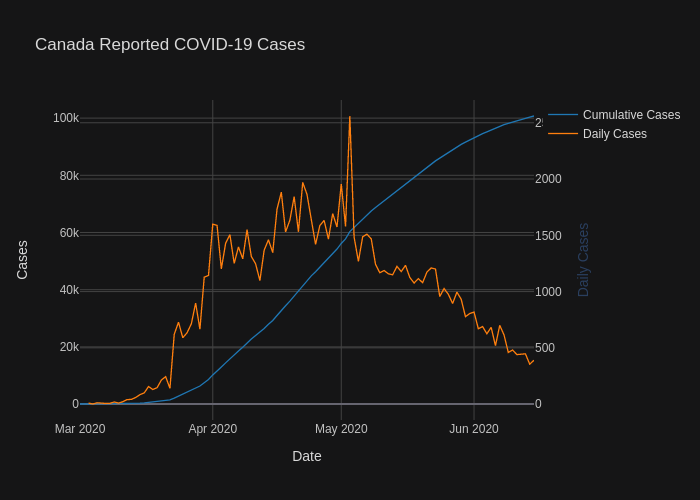 Canada Reported COVID-19 Cases
Cumulative Cases
Daily Cases
100k
80k
60k
40k
20k
0
2000
1500
1000
500
0
Cases
Daily Cases
Mar 2020
Apr 2020
May 2020
Jun 2020
Date